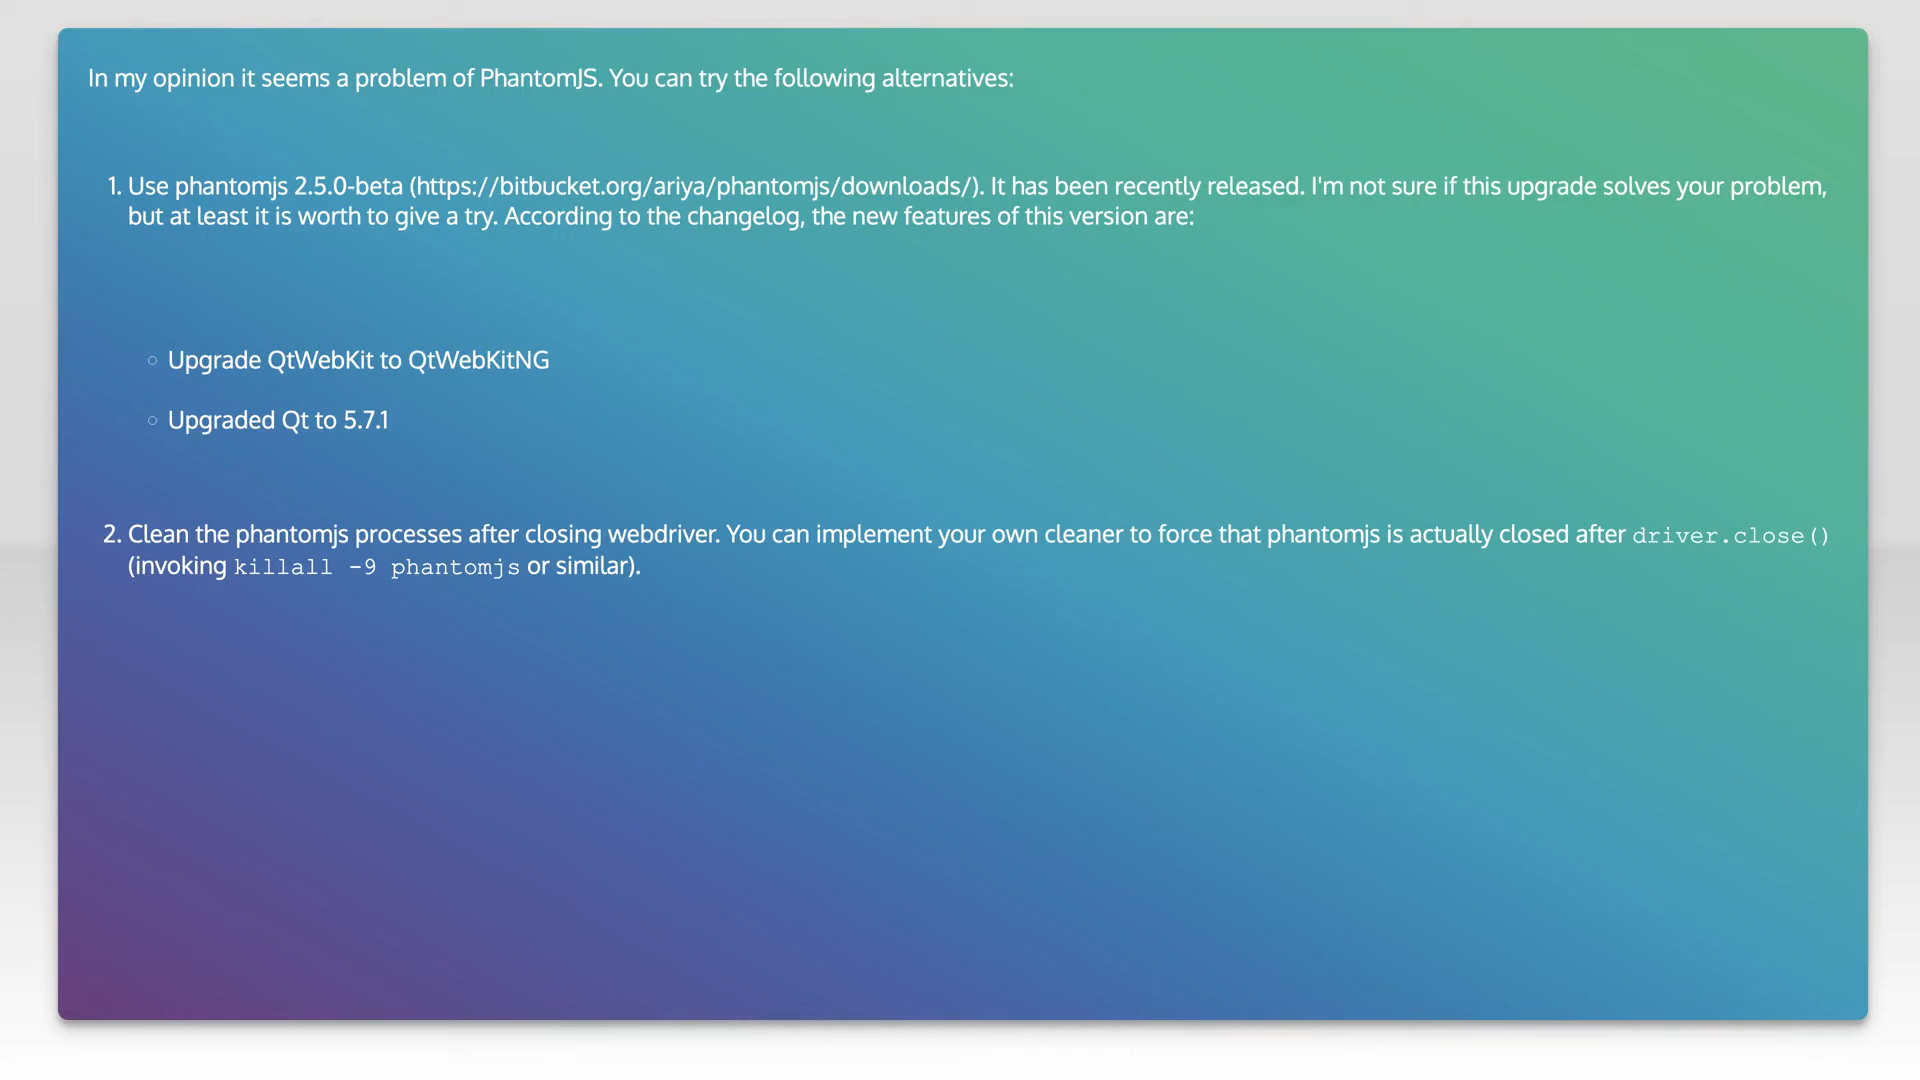 In my opinion it seems a problem of PhantomJS. You can try the following alternatives:
1. Use phantomjs 2.5.0-beta (https://bitbucket.org/ariya/phantomjs/downloads/). It has been recently released. I'm not sure if this upgrade solves your problem,
but at least it is worth to give a try. According to the changelog, the new features of this version are:
○ Upgrade QtWebKit to QtWebKitNG
○ Upgraded Qt to 5.7.1
2. Clean the phantomjs processes after closing webdriver. You can implement your own cleaner to force that phantomjs is actually closed after driver.close()
(invoking killall -9 phantomjs or similar).